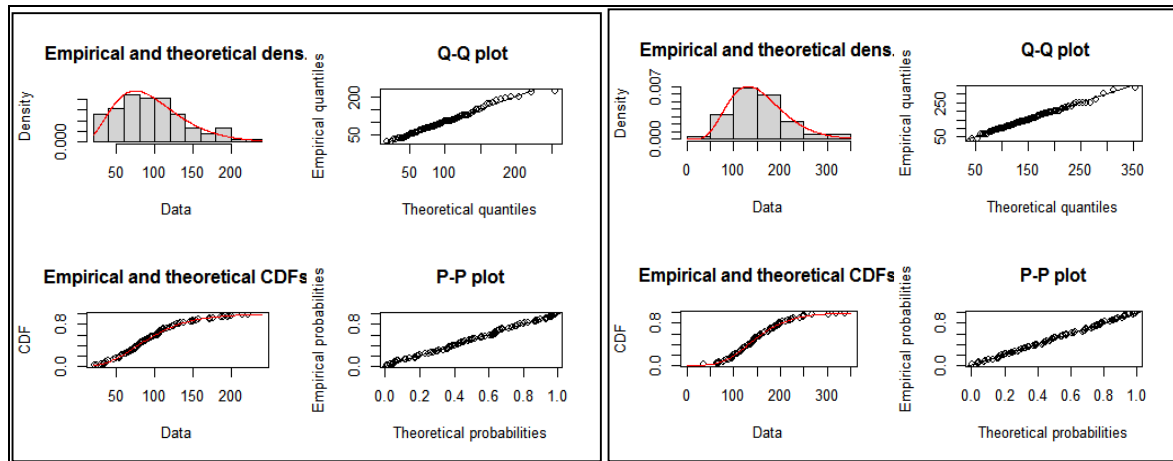 Empirical and theoretical dens.
Density
0.000
50 100 150 200
Data
Q-Q plot
Empirical quantiles
50 200
50 100 200
Theoretical quantiles
Empirical and theoretical CDFs
CDF
0.0 0.8
50 100 150 200
Data
P-P plot
Empirical probabilities
0.0 0.8
0.0 0.2 0.4 0.6 0.8 1.0
Theoretical probabilities
Empirical and theoretical dens.
Density
0.000 0.007
0 100 200 300
Data
Q-Q plot
Empirical quantiles
50 250
50 150 250 350
Theoretical quantiles
Empirical and theoretical CDFs
CDF
0.0 0.8
0 100 200 300
Data
P-P plot
Empirical probabilities
0.0 0.8
0.0 0.2 0.4 0.6 0.8 1.0
Theoretical probabilities